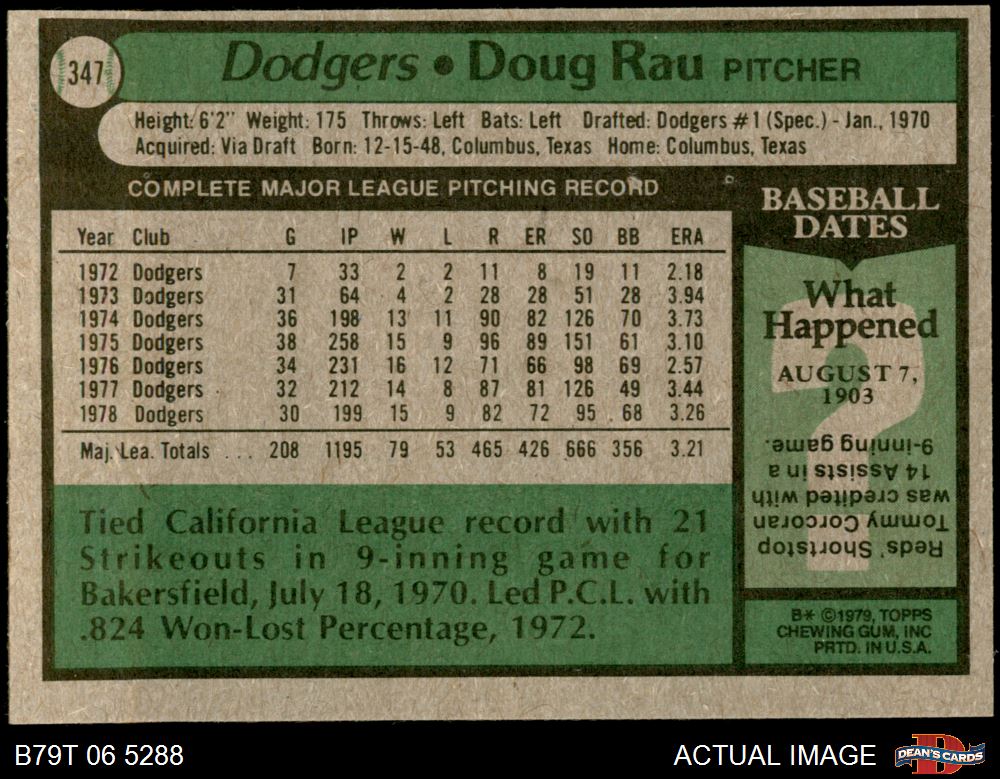 347
Dodgers • Doug Rau PITCHER
Height: 6'2" Weight: 175 Throws: Left Bats: Left Drafted: Dodgers #1 (Spec.) - Jan., 1970
Acquired: Via Draft Born: 12-15-48, Columbus, Texas Home: Columbus, Texas
COMPLETE MAJOR LEAGUE PITCHING RECORD
Year Club G IP W L R ER SO BB ERA
1972 Dodgers 7 33 2 2 11 8 19 11 2.18
1973 Dodgers 31 64 4 2 28 28 51 28 3.94
1974 Dodgers 36 198 13 11 90 82 126 70 3.73
1975 Dodgers 38 258 15 9 96 89 151 61 3.10
1976 Dodgers 34 231 16 12 71 66 98 69 2.57
1977 Dodgers 32 212 14 8 87 81 126 49 3.44
1978 Dodgers 30 199 15 9 82 72 95 68 3.26
Maj. Lea. Totals ... 208 1195 79 53 465 426 666 356 3.21
Tied California League record with 21
Strikeouts in 9-inning game for
Bakersfield, July 18, 1970. Led P.C.L. with
.824 Won-Lost Percentage, 1972.
BASEBALL
DATES
What
Happened
AUGUST 7,
1903
?
Reds' Shortstop
Tommy Corcoran
was credited with
14 Assists in a
9-inning game.
B* ©1979, TOPPS
CHEWING GUM, INC
PRTD. IN U.S.A.
B79T 06 5288
ACTUAL IMAGE
D
DEAN'S CARDS